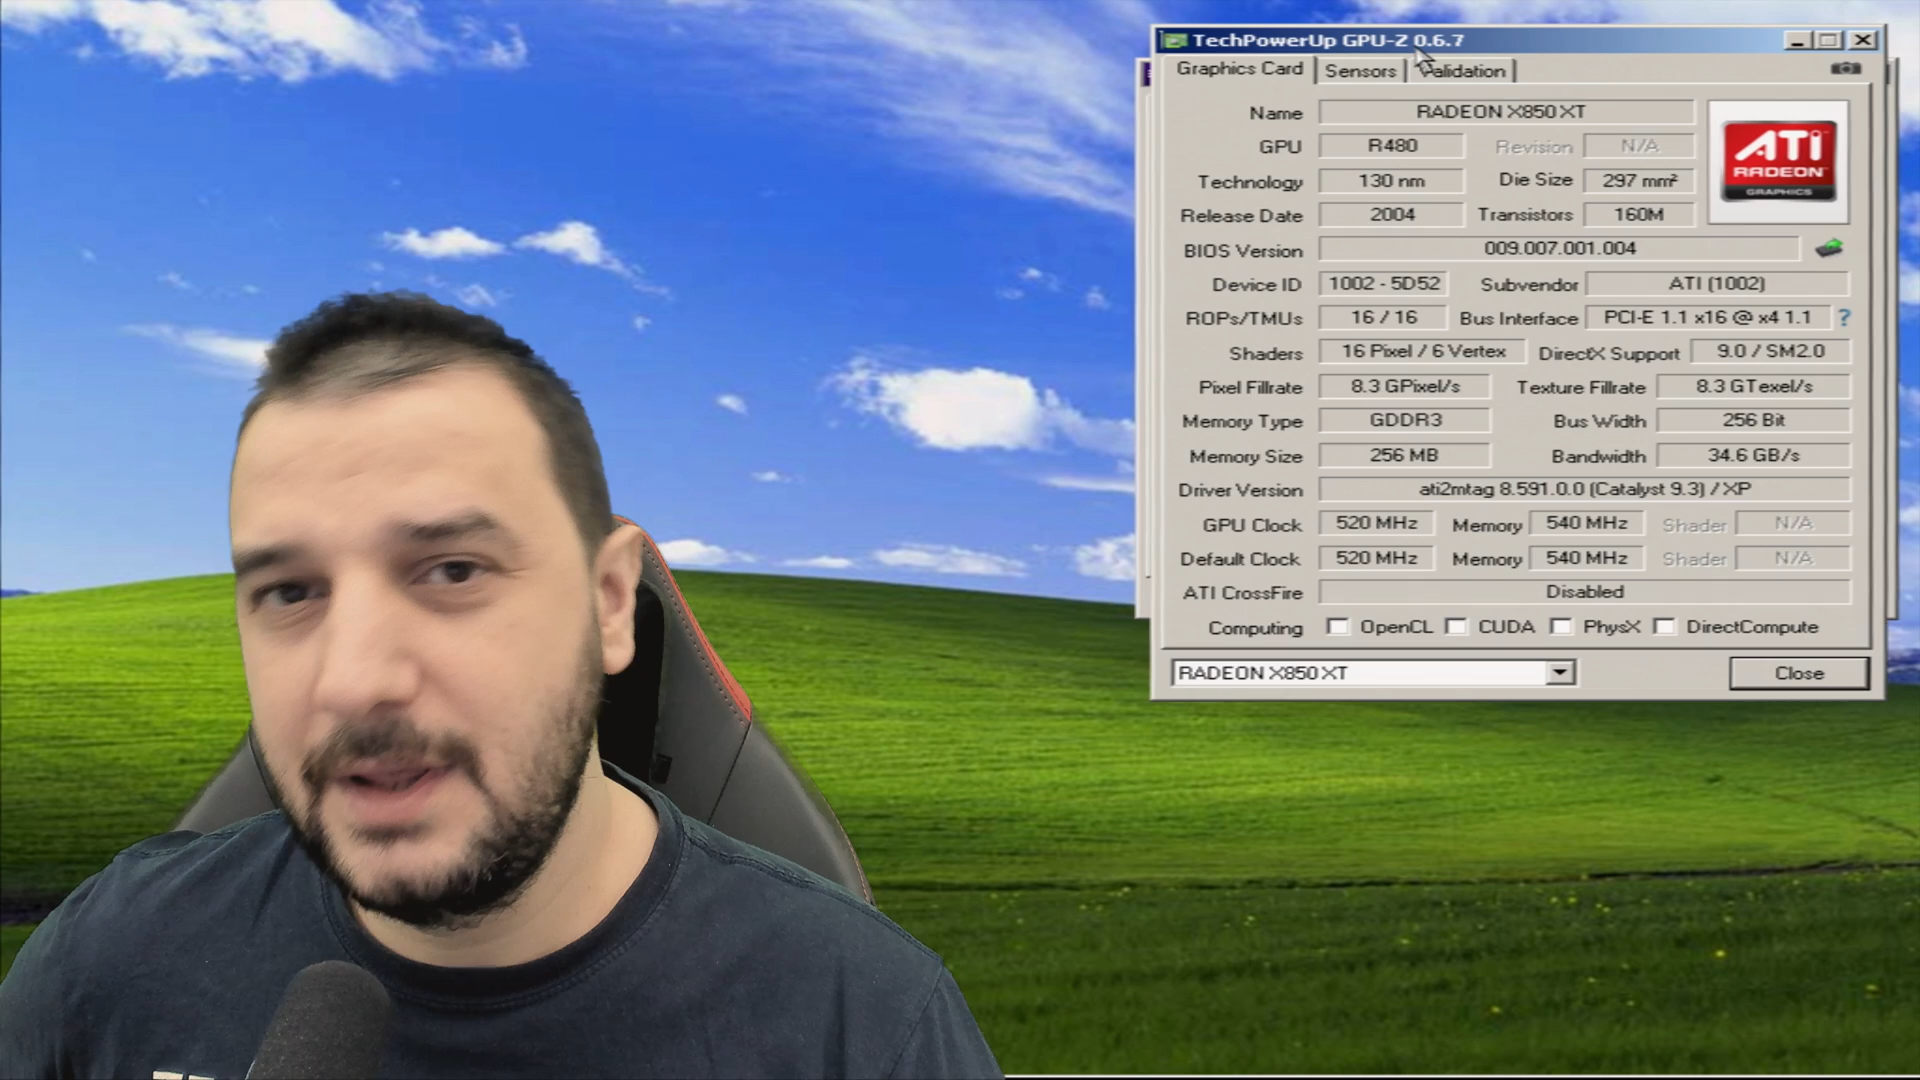 TechPowerUp GPU-Z 0.6.7
Graphics Card Sensors Validation
Name RADEON X850 XT
GPU R480 Revision N/A
Technology 130 nm Die Size 297 mm²
Release Date 2004 Transistors 160M
ATI
RADEON
GRAPHICS
BIOS Version 009.007.001.004
Device ID 1002 - 5D52 Subvendor ATI (1002)
ROPs/TMUs 16 / 16 Bus Interface PCI-E 1.1 x16 @ x4 1.1 ?
Shaders 16 Pixel / 6 Vertex DirectX Support 9.0 / SM2.0
Pixel Fillrate 8.3 GPixel/s Texture Fillrate 8.3 GTexel/s
Memory Type GDDR3 Bus Width 256 Bit
Memory Size 256 MB Bandwidth 34.6 GB/s
Driver Version ati2mtag 8.591.0.0 (Catalyst 9.3) / XP
GPU Clock 520 MHz Memory 540 MHz Shader N/A
Default Clock 520 MHz Memory 540 MHz Shader N/A
ATI CrossFire Disabled
Computing OpenCL CUDA PhysX DirectCompute
RADEON X850 XT Close